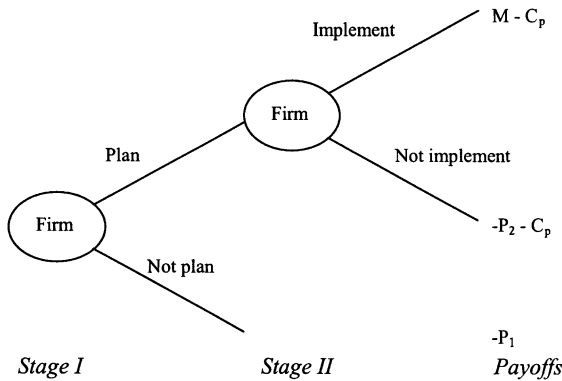 Implement
M - Cp
Firm
Plan
Not implement
Firm
-P2 - Cp
Not plan
-P1
Stage I
Stage II
Payoffs